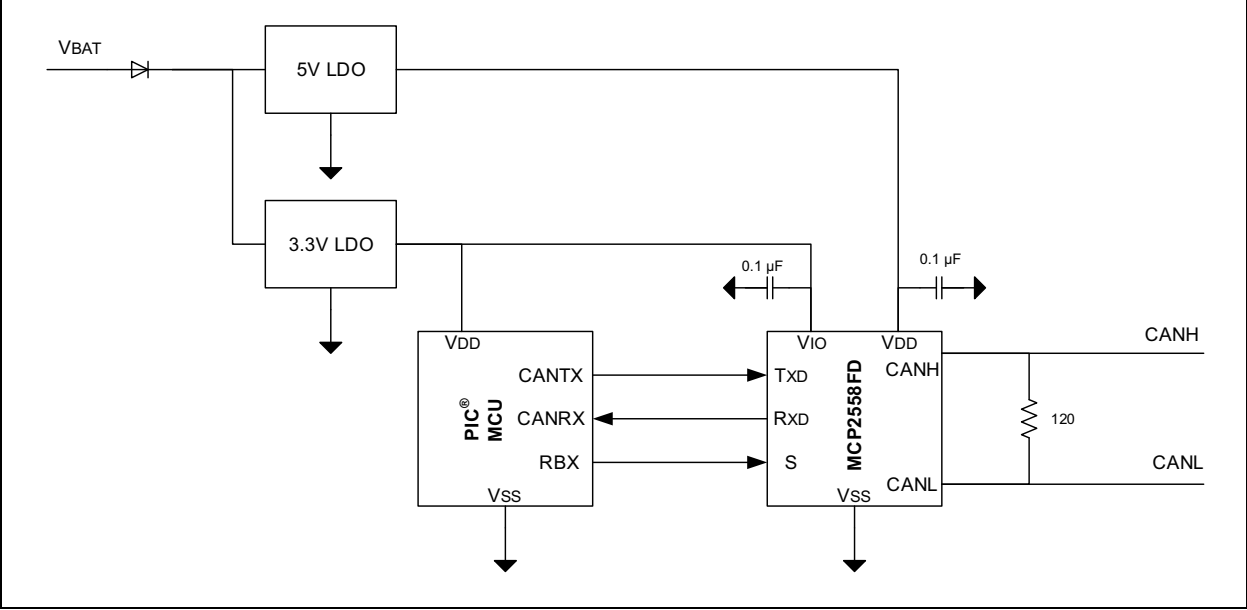 VBAT
5V LDO
3.3V LDO
0.1 µF
0.1 µF
VDD
CANTX
CANRX
RBX
PIC®
MCU
VSS
VIO
VDD
TXD
RXD
S
MCP2558FD
CANH
CANL
VSS
CANH
120
CANL